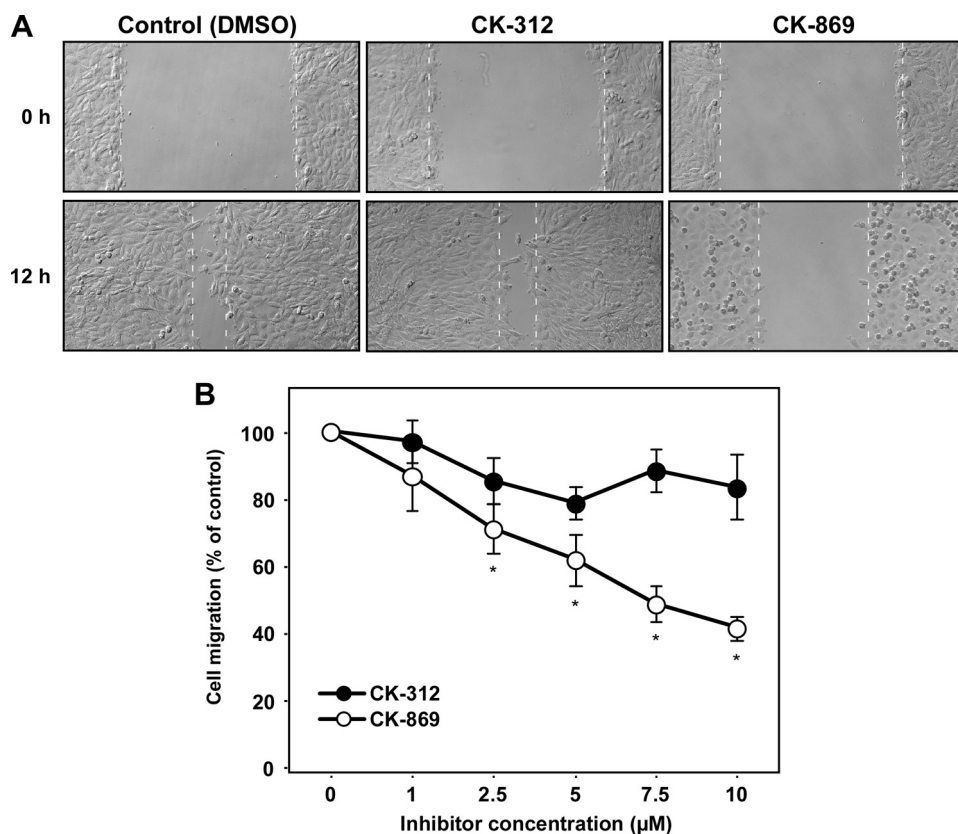 A
Control (DMSO)
CK-312
CK-869
0 h
12 h
B
Cell migration (% of control)
100
80
60
40
20
0
*
*
*
*
CK-312
CK-869
0
1
2.5
5
7.5
10
Inhibitor concentration (µM)